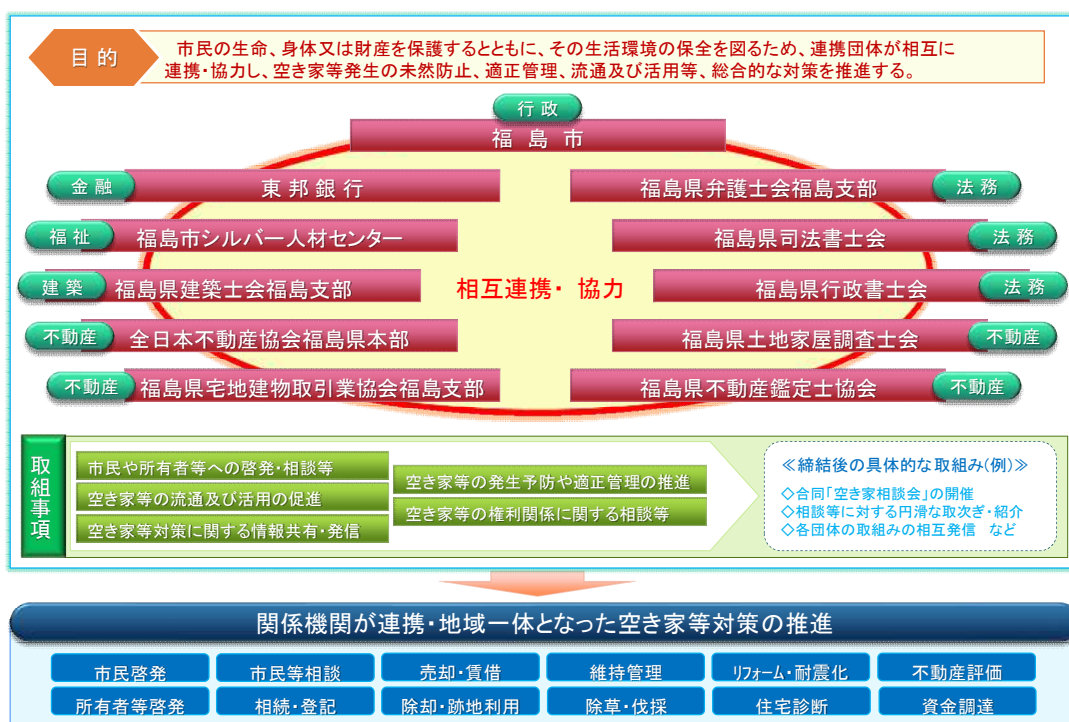 目的
市民の生命、身体又は財産を保護するとともに、その生活環境の保全を図るため、連携団体が相互に
連携・協力し、空き家等発生の未然防止、適正管理、流通及び活用等、総合的な対策を推進する。
行政
福島市
金融
東邦銀行
福島県弁護士会福島支部
法務
福祉
福島市シルバー人材センター
福島県司法書士会
法務
建築
福島県建築士会福島支部
相互連携・ 協力
福島県行政書士会
法務
不動産
全日本不動産協会福島県本部
福島県土地家屋調査士会
不動産
不動産
福島県宅地建物取引業協会福島支部
福島県不動産鑑定士協会
不動産
取組事項
市民や所有者等への啓発・相談等
空き家等の流通及び活用の促進
空き家等対策に関する情報共有・発信
空き家等の発生予防や適正管理の推進
空き家等の権利関係に関する相談等
≪締結後の具体的な取組み(例)≫
◇合同「空き家相談会」の開催
◇相談等に対する円滑な取次ぎ・紹介
◇各団体の取組みの相互発信 など
関係機関が連携・地域一体となった空き家等対策の推進
市民啓発
市民等相談
売却・賃借
維持管理
リフォーム・耐震化
不動産評価
所有者等啓発
相続・登記
除却・跡地利用
除草・伐採
住宅診断
資金調達